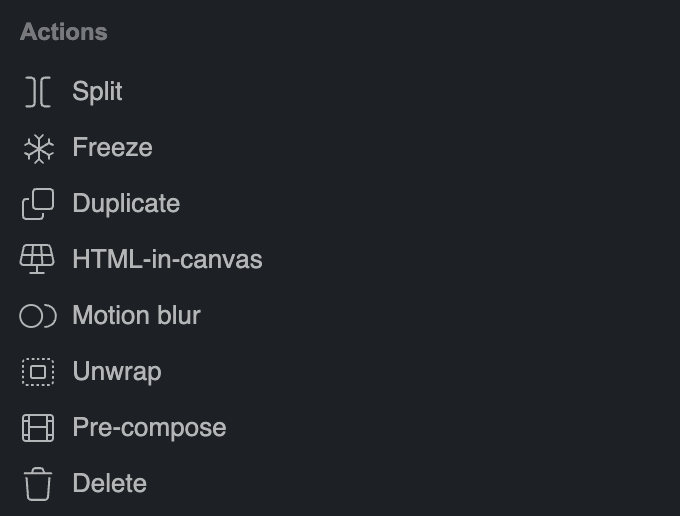 Actions
Split
Freeze
Duplicate
HTML-in-canvas
Motion blur
Unwrap
Pre-compose
Delete